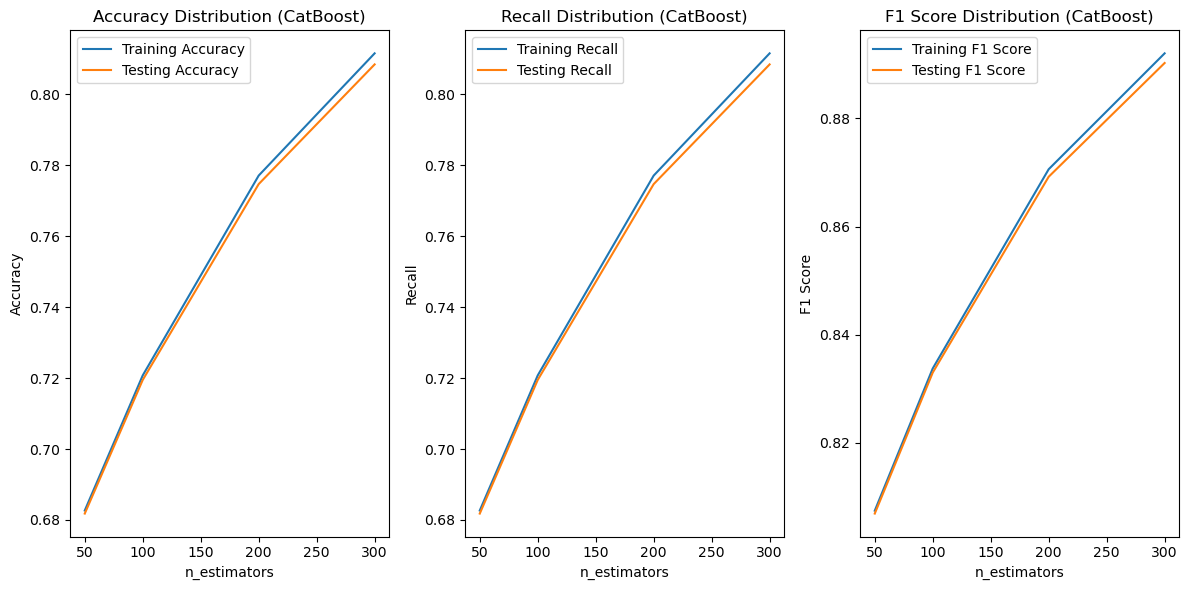 Accuracy Distribution (CatBoost)
Training Accuracy
Testing Accuracy
0.80
0.78
0.76
0.74
0.72
0.70
0.68
Accuracy
50 100 150 200 250 300
n_estimators
Recall Distribution (CatBoost)
Training Recall
Testing Recall
0.80
0.78
0.76
0.74
0.72
0.70
0.68
Recall
50 100 150 200 250 300
n_estimators
F1 Score Distribution (CatBoost)
Training F1 Score
Testing F1 Score
0.88
0.86
0.84
0.82
F1 Score
50 100 150 200 250 300
n_estimators